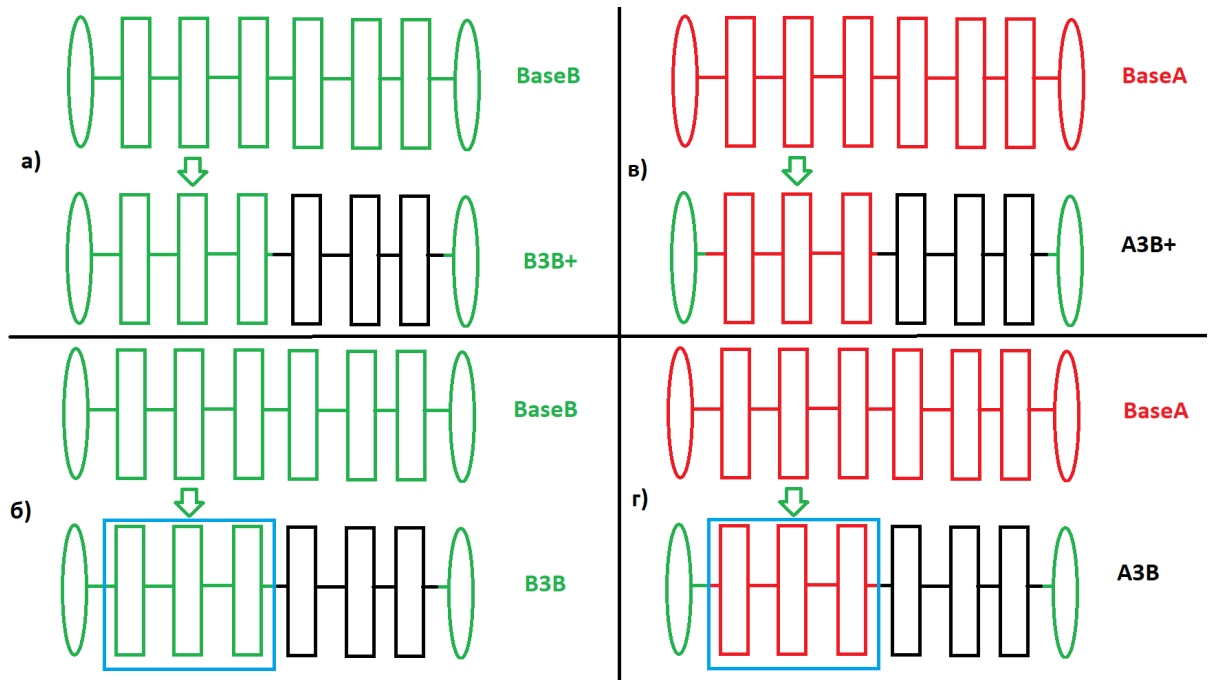 BaseB
а)
B3B+
BaseA
в)
A3B+
BaseB
б)
B3B
BaseA
г)
A3B